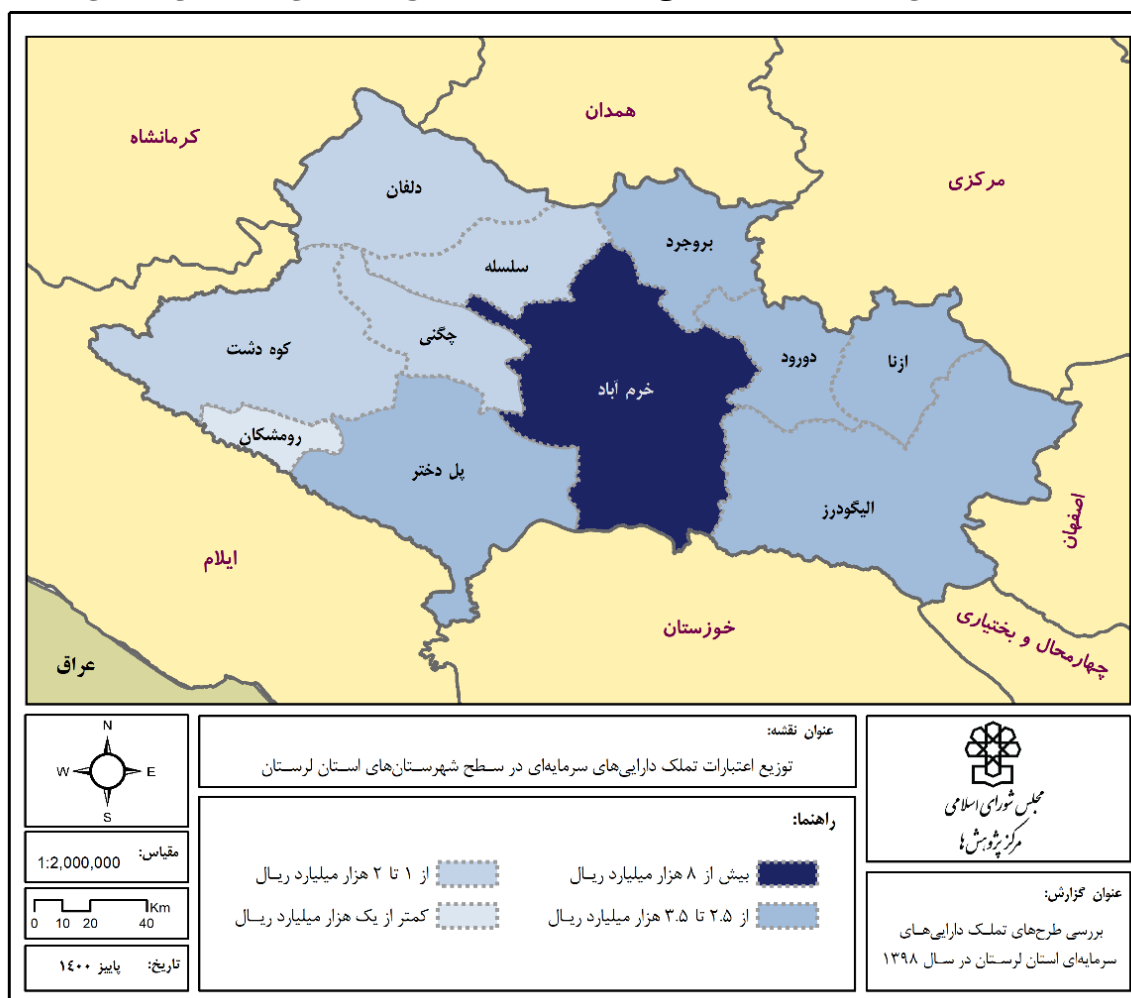 کرمانشاه
همدان
مرکزی
دلفان
بروجرد
سلسله
کوه دشت
چگنی
دورود
ازنا
خرم آباد
رومشکان
پل دختر
الیگودرز
اصفهان
ایلام
خوزستان
چهارمحال و بختیاری
عراق
N
W
E
S
مقیاس:
1:2,000,000
Km
0 10 20 40
تاریخ: پاییز ۱۴۰۰
عنوان نقشه:
توزیع اعتبارات تملک دارایی‌های سرمایه‌ای در سطح شهرستان‌های استان لرستان
راهنما:
بیش از ۸ هزار میلیارد ریال
از ۱ تا ۲ هزار میلیارد ریال
از ۲.۵ تا ۳.۵ هزار میلیارد ریال
کمتر از یک هزار میلیارد ریال
مجلس شورای اسلامی
مرکز پژوهش‌ها
عنوان گزارش:
بررسی طرح‌های تملک دارایی‌های
سرمایه‌ای استان لرستان در سال ۱۳۹۸